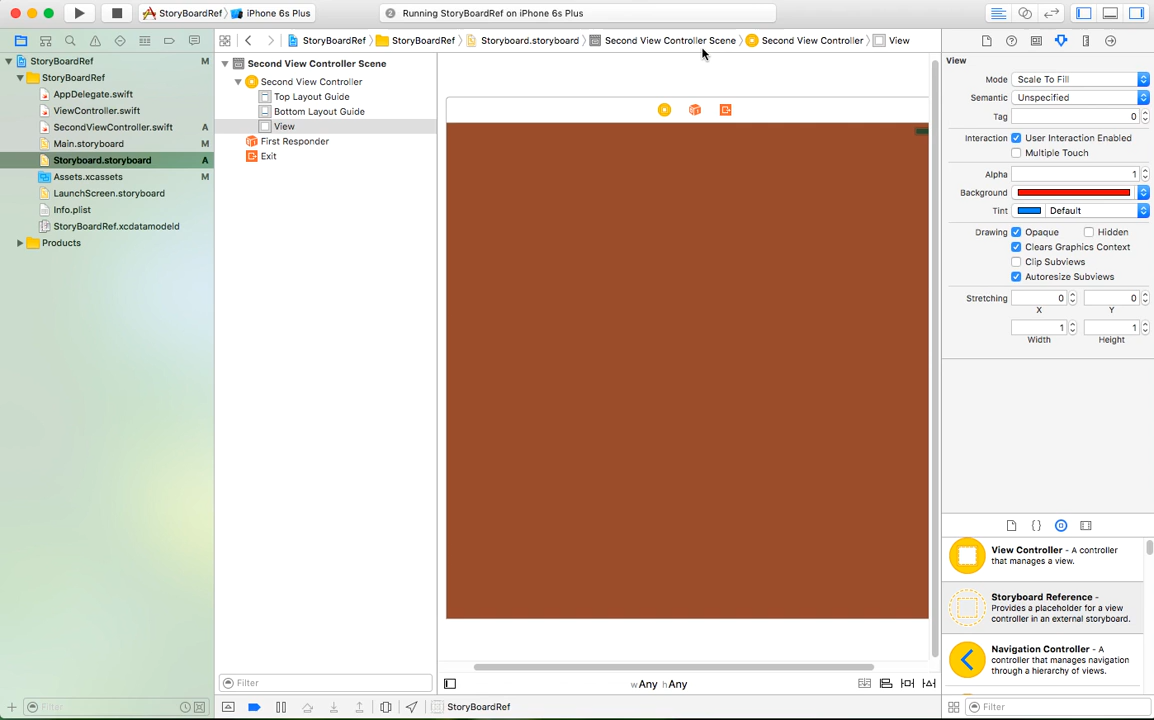 StoryBoardRef iPhone 6s Plus
2 Running StoryBoardRef on iPhone 6s Plus
StoryBoardRef StoryBoardRef Storyboard.storyboard Second View Controller Scene Second View Controller View
StoryBoardRef M
StoryBoardRef
AppDelegate.swift
ViewController.swift
SecondViewController.swift A
Main.storyboard M
Storyboard.storyboard A
Assets.xcassets M
LaunchScreen.storyboard
Info.plist
StoryBoardRef.xcdatamodeld
Products
Filter
Second View Controller Scene
Second View Controller
Top Layout Guide
Bottom Layout Guide
View
First Responder
Exit
Filter
wAny hAny
StoryBoardRef
View
Mode Scale To Fill
Semantic Unspecified
Tag 0
Interaction User Interaction Enabled
Multiple Touch
Alpha 1
Background
Tint Default
Drawing Opaque Hidden
Clears Graphics Context
Clip Subviews
Autoresize Subviews
Stretching 0 0
X Y
1 1
Width Height
View Controller - A controller
that manages a view.
Storyboard Reference -
Provides a placeholder for a view
controller in an external storyboard.
Navigation Controller - A
controller that manages navigation
through a hierarchy of views.
Filter